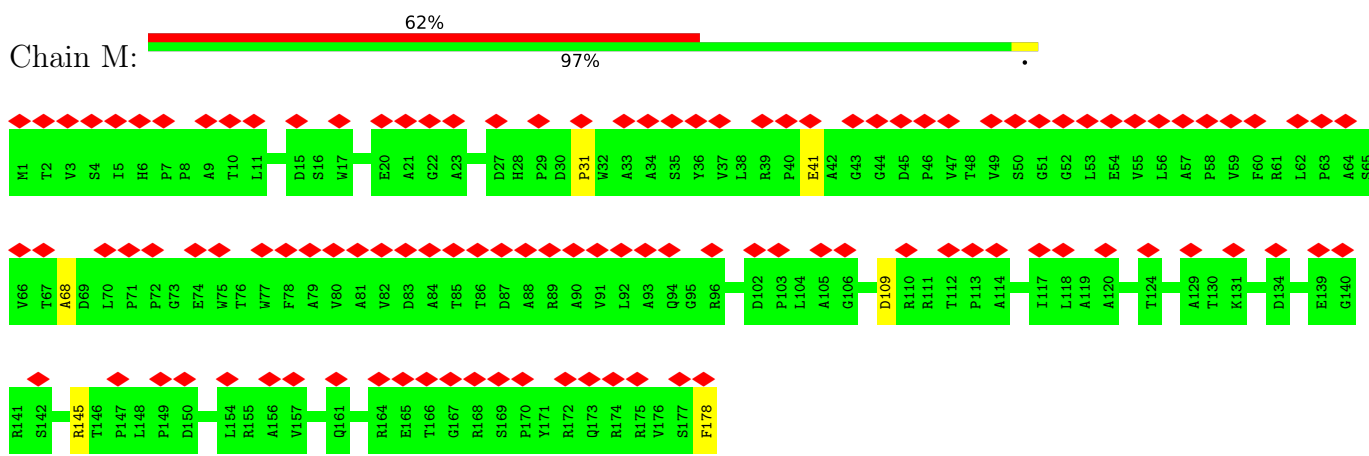 62%
Chain M:
97%
•
M1 T2 V3 S4 I5 H6 P7 P8 A9 T10 L11 D15 S16 W17 E20 A21 G22 A23 D27 H28 P29 D30 P31 W32 A33 A34 S35 Y36 V37 L38 R39 P40 E41 A42 G43 G44 D45 P46 V47 T48 V49 S50 G51 G52 L53 E54 V55 L56 A57 P58 V59 F60 R61 L62 P63 A64 S65
V66 T67 A68 D69 L70 P71 P72 G73 E74 W75 T76 W77 F78 A79 V80 A81 V82 D83 A84 T85 T86 D87 A88 R89 A90 V91 L92 A93 Q94 G95 R96 D102 P103 L104 A105 G106 D109 R110 R111 T112 P113 A114 I117 L118 A119 A120 T124 A129 T130 K131 D134 E139 G140
R141 S142 R145 T146 P147 L148 P149 D150 L154 R155 A156 V157 Q161 R164 E165 T166 G167 R168 S169 P170 Y171 R172 Q173 R174 R175 V176 S177 F178